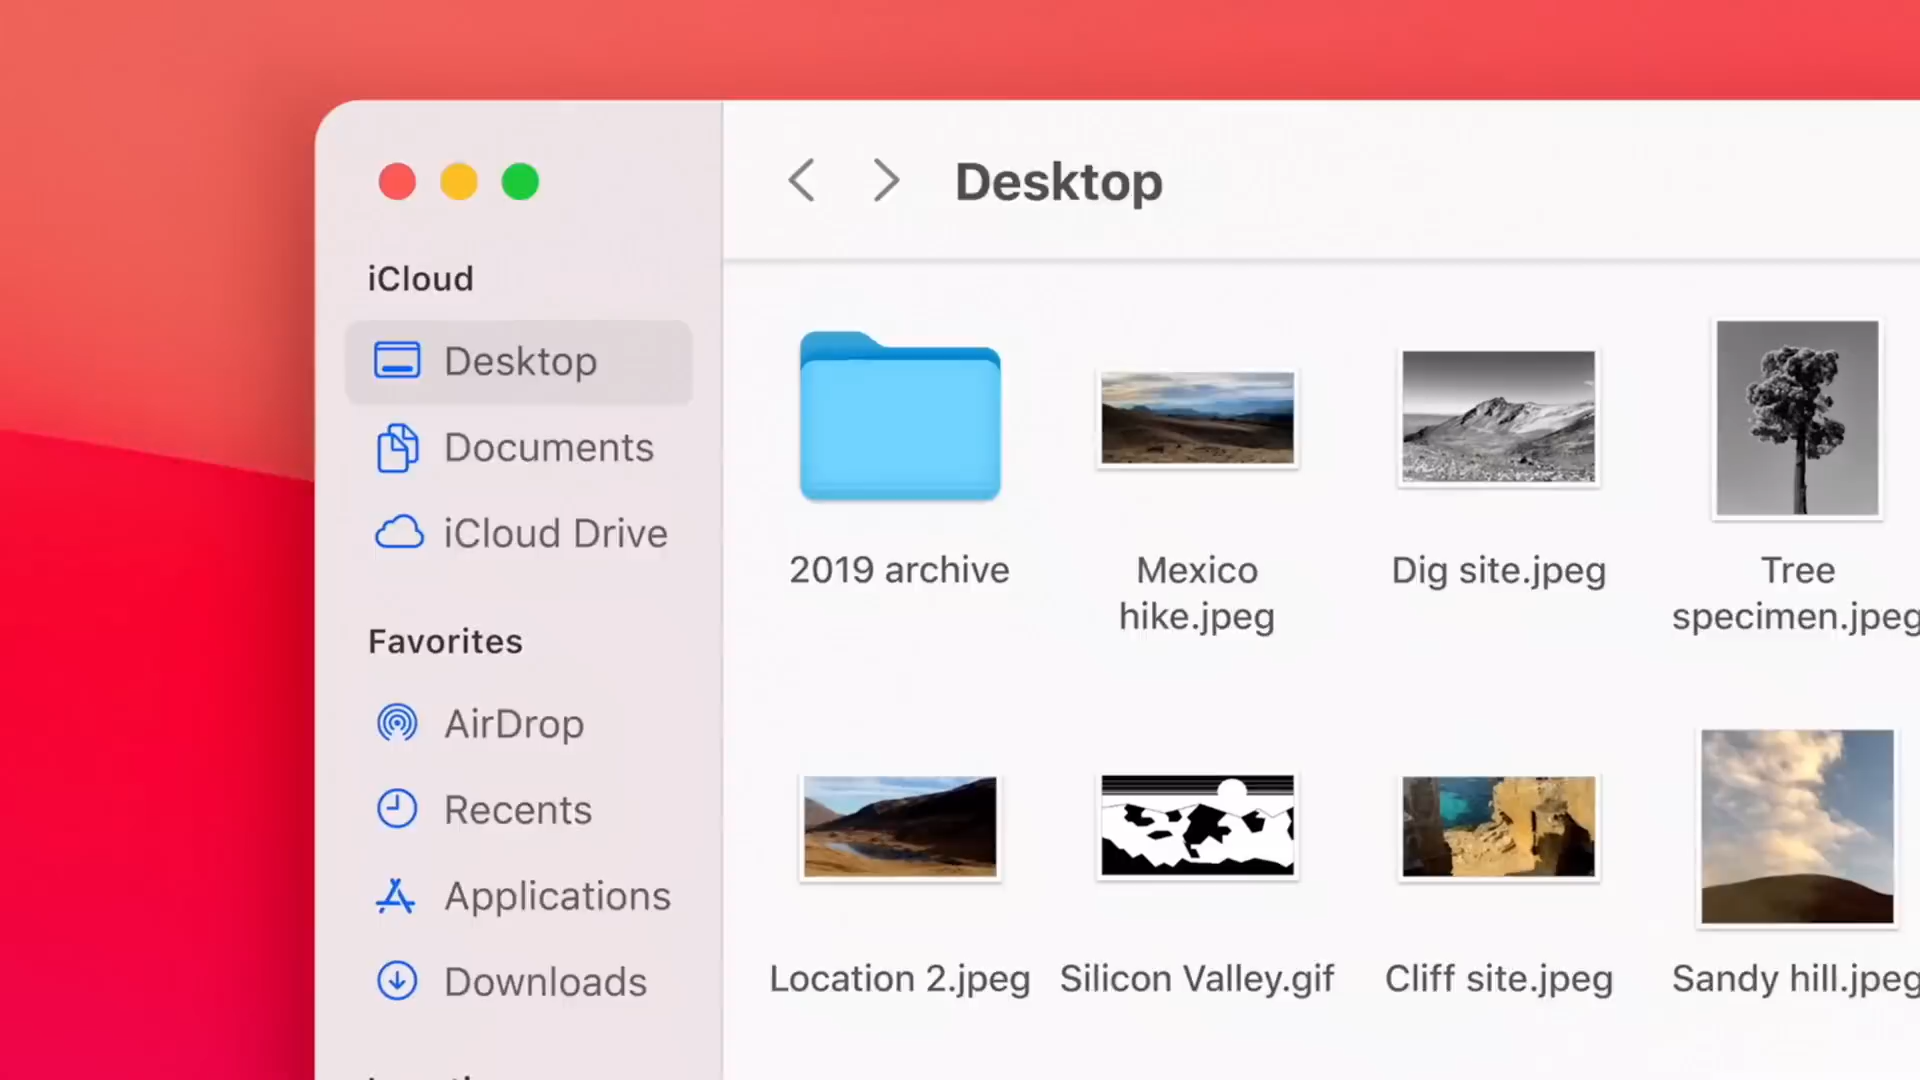 Desktop
iCloud
Desktop
Documents
iCloud Drive
Favorites
AirDrop
Recents
Applications
Downloads
2019 archive
Mexico
hike.jpeg
Dig site.jpeg
Tree
specimen.jpeg
Location 2.jpeg
Silicon Valley.gif
Cliff site.jpeg
Sandy hill.jpeg